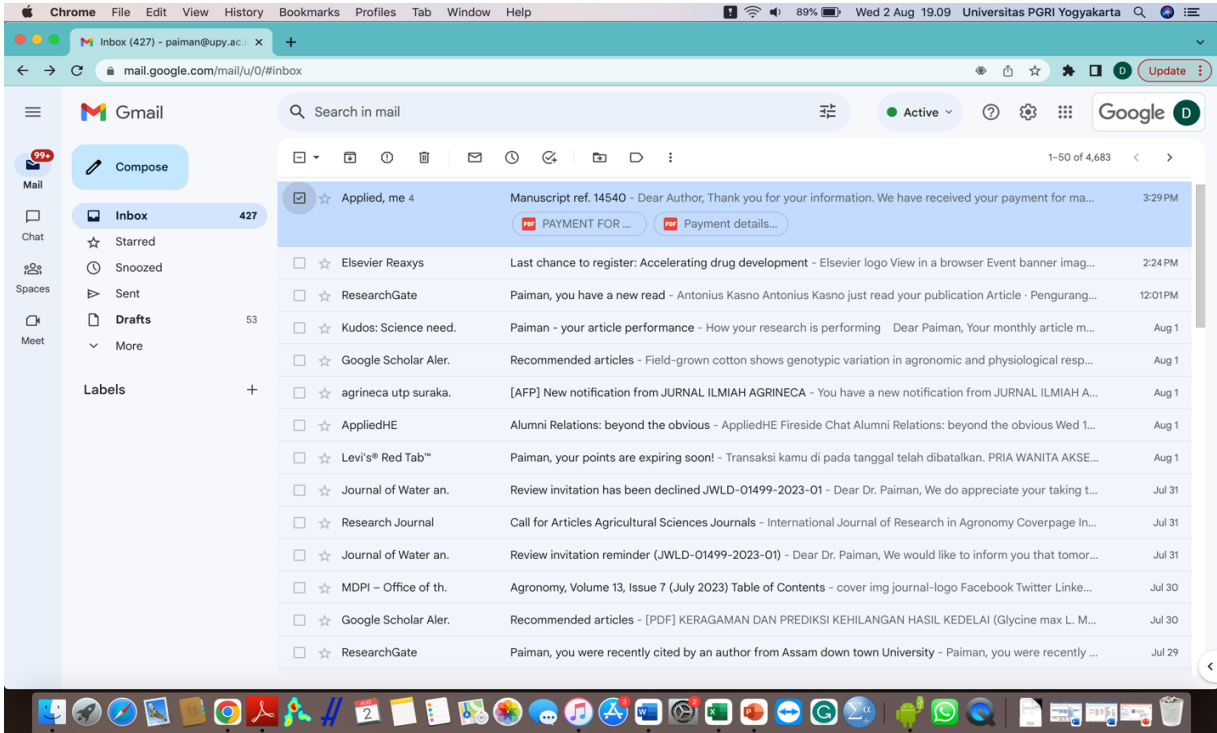 Chrome File Edit View History Bookmarks Profiles Tab Window Help 89% Wed 2 Aug 19.09 Universitas PGRI Yogyakarta
Inbox (427) - paiman@upy.ac.i
mail.google.com/mail/u/0/#inbox D Update
Gmail Search in mail Active Google D
99+
Mail
Chat
Spaces
Meet
Compose
Inbox 427
Starred
Snoozed
Sent
Drafts 53
More
Labels
1–50 of 4,683
Applied, me 4 Manuscript ref. 14540 - Dear Author, Thank you for your information. We have received your payment for ma... 3:29 PM
PDF PAYMENT FOR ... PDF Payment details...
Elsevier Reaxys Last chance to register: Accelerating drug development - Elsevier logo View in a browser Event banner imag... 2:24 PM
ResearchGate Paiman, you have a new read - Antonius Kasno Antonius Kasno just read your publication Article · Pengurang... 12:01 PM
Kudos: Science need. Paiman - your article performance - How your research is performing Dear Paiman, Your monthly article m... Aug 1
Google Scholar Aler. Recommended articles - Field-grown cotton shows genotypic variation in agronomic and physiological resp... Aug 1
agrineca utp suraka. [AFP] New notification from JURNAL ILMIAH AGRINECA - You have a new notification from JURNAL ILMIAH A... Aug 1
AppliedHE Alumni Relations: beyond the obvious - AppliedHE Fireside Chat Alumni Relations: beyond the obvious Wed 1... Aug 1
Levi's® Red Tab™ Paiman, your points are expiring soon! - Transaksi kamu di pada tanggal telah dibatalkan. PRIA WANITA AKSE... Aug 1
Journal of Water an. Review invitation has been declined JWLD-01499-2023-01 - Dear Dr. Paiman, We do appreciate your taking t... Jul 31
Research Journal Call for Articles Agricultural Sciences Journals - International Journal of Research in Agronomy Coverpage In... Jul 31
Journal of Water an. Review invitation reminder (JWLD-01499-2023-01) - Dear Dr. Paiman, We would like to inform you that tomor... Jul 31
MDPI – Office of th. Agronomy, Volume 13, Issue 7 (July 2023) Table of Contents - cover img journal-logo Facebook Twitter Linke... Jul 30
Google Scholar Aler. Recommended articles - [PDF] KERAGAMAN DAN PREDIKSI KEHILANGAN HASIL KEDELAI (Glycine max L. M... Jul 30
ResearchGate Paiman, you were recently cited by an author from Assam down town University - Paiman, you were recently ... Jul 29
AUG
2